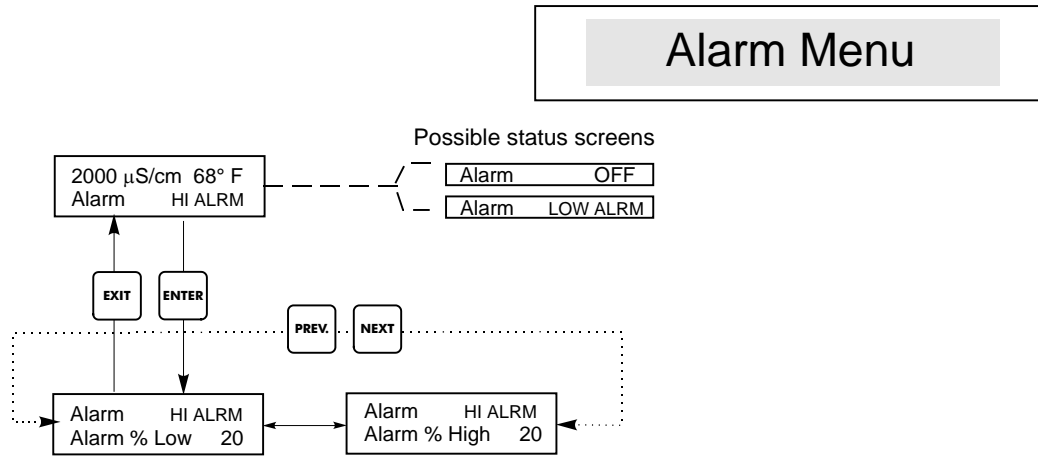 Alarm Menu
Possible status screens
2000 µS/cm 68° F
Alarm HI ALRM
Alarm OFF
Alarm LOW ALRM
EXIT
ENTER
PREV.
NEXT
Alarm HI ALRM
Alarm % Low 20
Alarm HI ALRM
Alarm % High 20